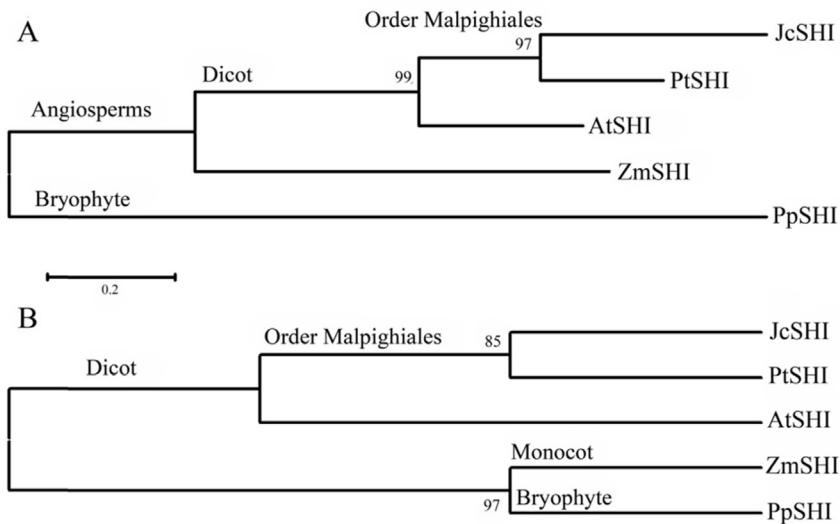 A
Order Malpighiales
97
JcSHI
Dicot
99
PtSHI
Angiosperms
AtSHI
ZmSHI
Bryophyte
PpSHI
0.2
B
Order Malpighiales
85
JcSHI
Dicot
PtSHI
AtSHI
Monocot
ZmSHI
97
Bryophyte
PpSHI